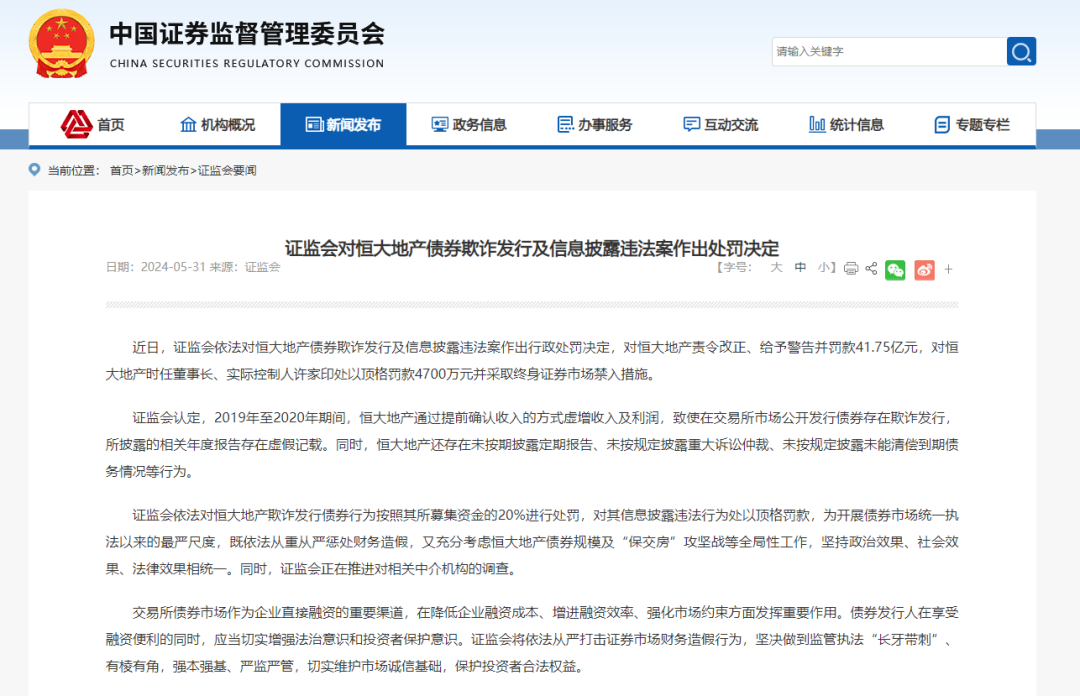 中国证券监督管理委员会
CHINA SECURITIES REGULATORY COMMISSION
请输入关键字
首页 机构概况 新闻发布 政务信息 办事服务 互动交流 统计信息 专题专栏
当前位置： 首页>新闻发布>证监会要闻
证监会对恒大地产债券欺诈发行及信息披露违法案作出处罚决定
日期：2024-05-31 来源：证监会 【字号： 大 中 小】
近日，证监会依法对恒大地产债券欺诈发行及信息披露违法案作出行政处罚决定，对恒大地产责令改正、给予警告并罚款41.75亿元，对恒
大地产时任董事长、实际控制人许家印处以顶格罚款4700万元并采取终身证券市场禁入措施。
证监会认定，2019年至2020年期间，恒大地产通过提前确认收入的方式虚增收入及利润，致使在交易所市场公开发行债券存在欺诈发行，
所披露的相关年度报告存在虚假记载。同时，恒大地产还存在未按期披露定期报告、未按规定披露重大诉讼仲裁、未按规定披露未能清偿到期债
务情况等行为。
证监会依法对恒大地产欺诈发行债券行为按照其所募集资金的20%进行处罚，对其信息披露违法行为处以顶格罚款，为开展债券市场统一执
法以来的最严尺度，既依法从重从严惩处财务造假，又充分考虑恒大地产债券规模及“保交房”攻坚战等全局性工作，坚持政治效果、社会效
果、法律效果相统一。同时，证监会正在推进对相关中介机构的调查。
交易所债券市场作为企业直接融资的重要渠道，在降低企业融资成本、增进融资效率、强化市场约束方面发挥重要作用。债券发行人在享受
融资便利的同时，应当切实增强法治意识和投资者保护意识。证监会将依法从严打击证券市场财务造假行为，坚决做到监管执法“长牙带刺”、
有棱有角，强本强基、严监严管，切实维护市场诚信基础，保护投资者合法权益。